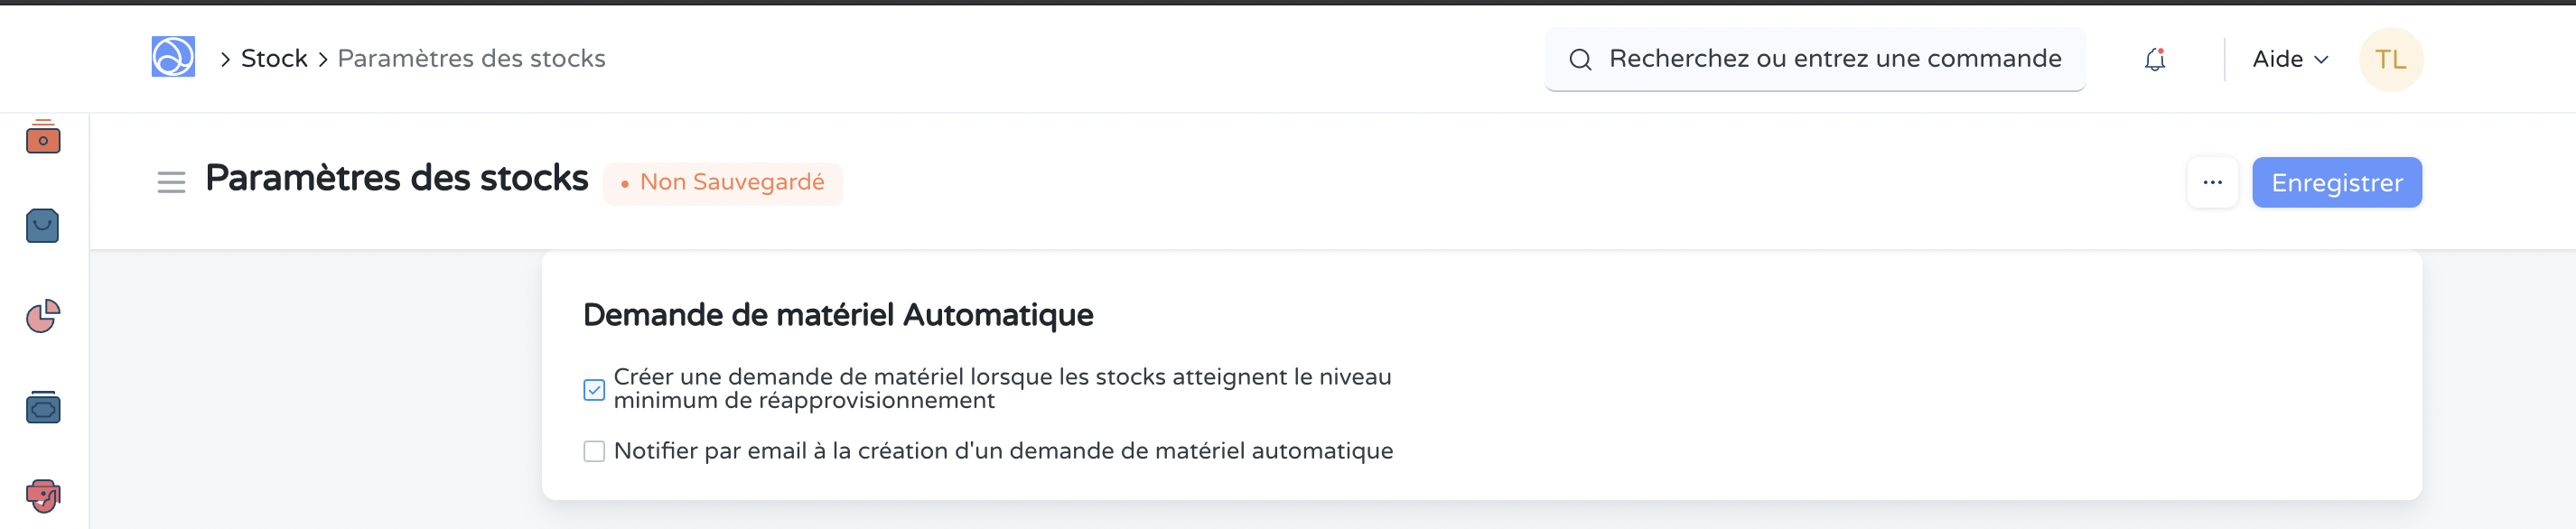 Stock
Paramètres des stocks
Recherchez ou entrez une commande
Aide
TL
Paramètres des stocks
Non Sauvegardé
...
Enregistrer
Demande de matériel Automatique
Créer une demande de matériel lorsque les stocks atteignent le niveau
minimum de réapprovisionnement
Notifier par email à la création d'un demande de matériel automatique